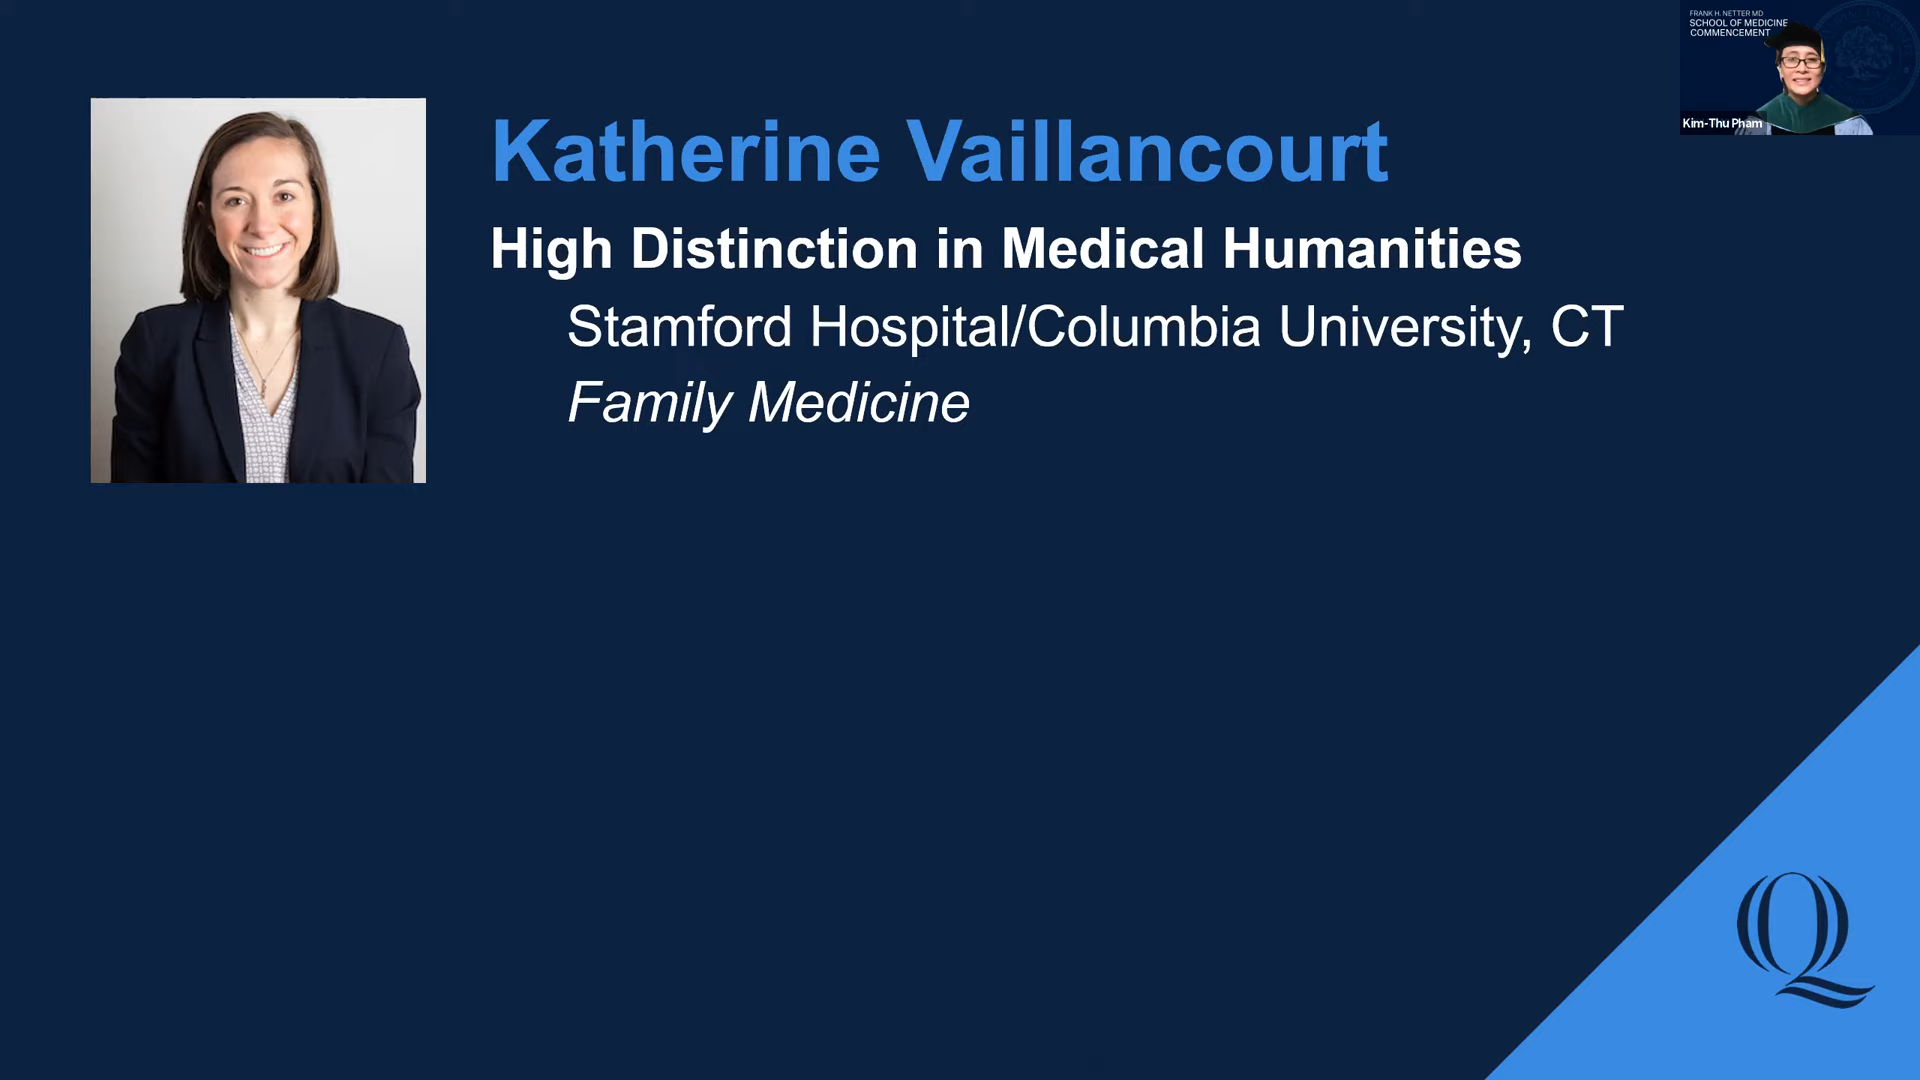 FRANK H. NETTER MD
SCHOOL OF MEDICINE
COMMENCEMENT
Kim-Thu Pham
Katherine Vaillancourt
High Distinction in Medical Humanities
Stamford Hospital/Columbia University, CT
Family Medicine
Q